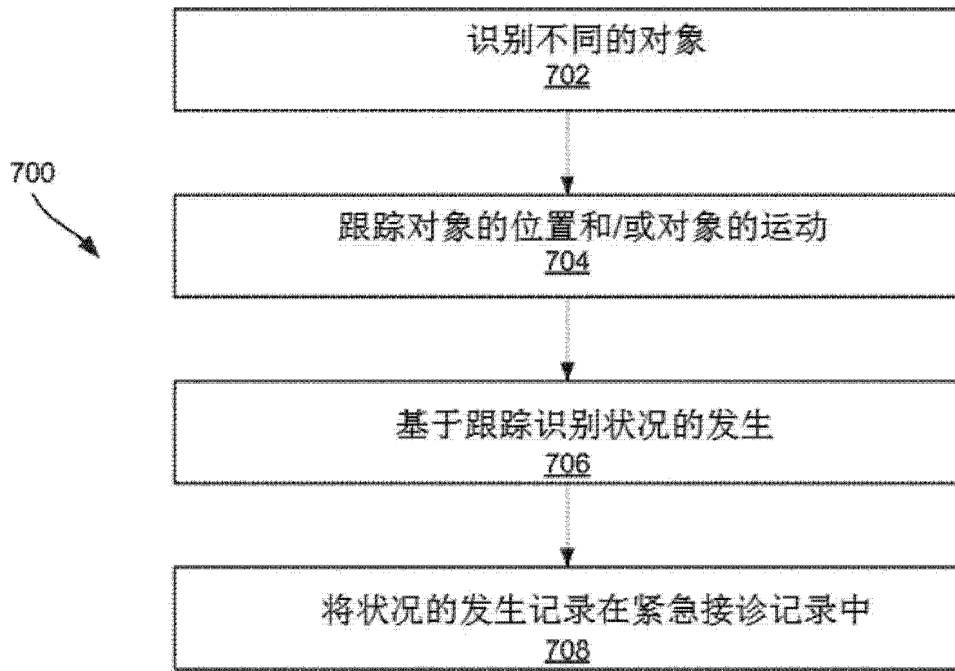 识别不同的对象
702
700
跟踪对象的位置和/或对象的运动
704
基于跟踪识别状况的发生
706
将状况的发生记录在紧急接诊记录中
708